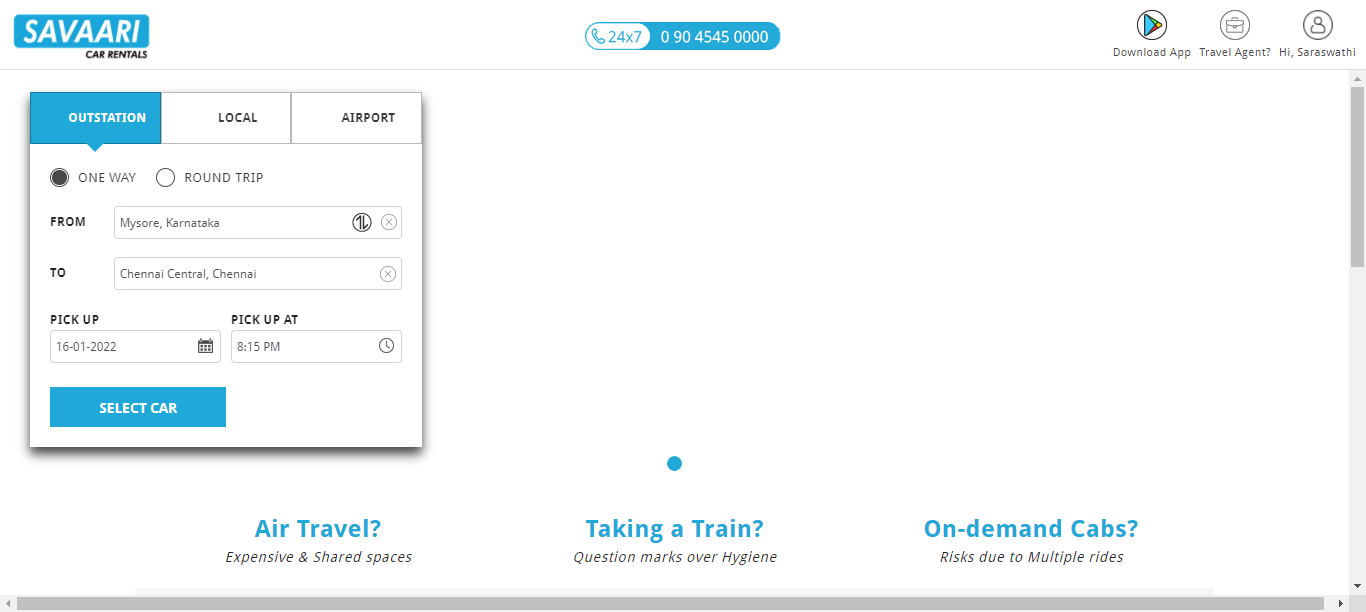 SAVAARI
CAR RENTALS
24x7 0 90 4545 0000
Download App Travel Agent? Hi, Saraswathi
OUTSTATION LOCAL AIRPORT
ONE WAY ROUND TRIP
FROM Mysore, Karnataka
TO Chennai Central, Chennai
PICK UP PICK UP AT
16-01-2022 8:15 PM
SELECT CAR
Air Travel? Taking a Train? On-demand Cabs?
Expensive & Shared spaces Question marks over Hygiene Risks due to Multiple rides